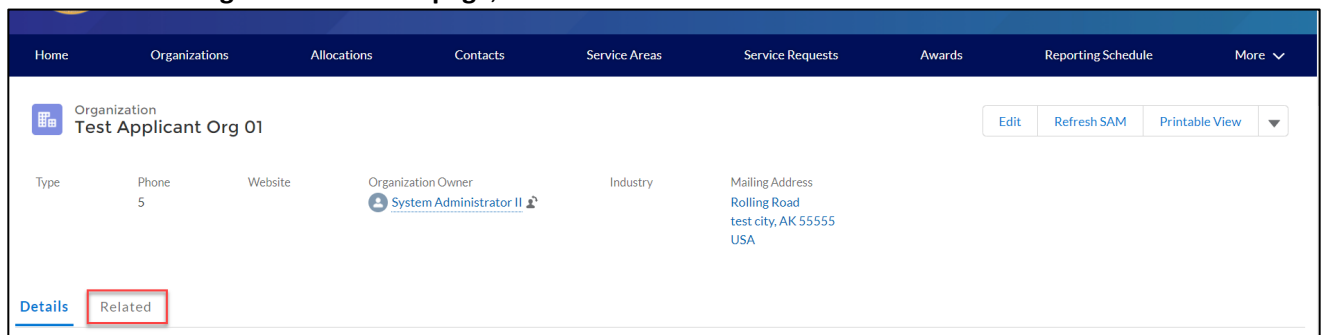 Home Organizations Allocations Contacts Service Areas Service Requests Awards Reporting Schedule More
Organization
Test Applicant Org 01
Edit Refresh SAM Printable View
Type Phone Website Organization Owner Industry Mailing Address
5 System Administrator II Rolling Road
test city, AK 55555
USA
Details Related